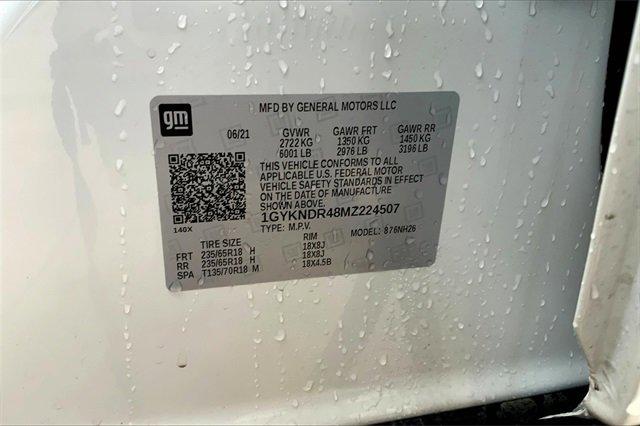 gm
MFD BY GENERAL MOTORS LLC
06/21 GVWR GAWR FRT GAWR RR
2722 KG 1350 KG 1450 KG
6001 LB 2976 LB 3196 LB
THIS VEHICLE CONFORMS TO ALL
APPLICABLE U.S. FEDERAL MOTOR
VEHICLE SAFETY STANDARDS IN EFFECT
ON THE DATE OF MANUFACTURE
SHOWN ABOVE.
1GYKNDR48MZ224507
140X TYPE: M.P.V. MODEL: 876NH26
TIRE SIZE RIM
FRT 235/65R18 H 18X8J
RR 235/65R18 H 18X8J
SPA T135/70R18 M 18X4.5B